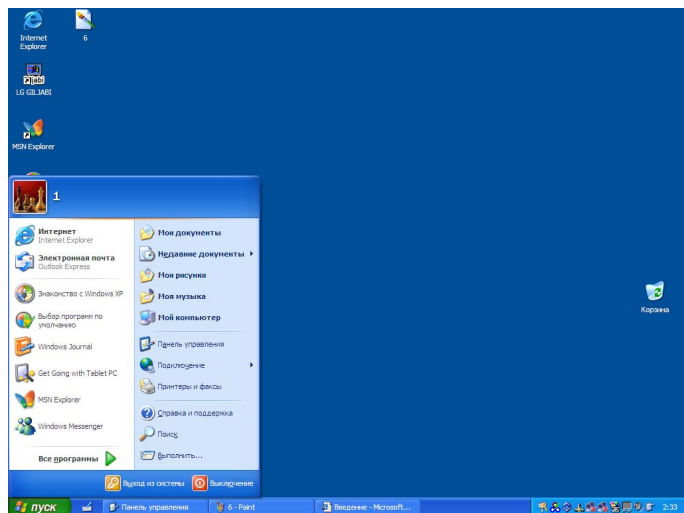 Internet
Explorer
6
LG GILJABI
MSN Explorer
1
Интернет
Internet Explorer
Электронная почта
Outlook Express
Знакомство с Windows XP
Выбор программ по
умолчанию
Windows Journal
Get Going with Tablet PC
MSN Explorer
Windows Messenger
Все программы
Мои документы
Недавние документы
Мои рисунки
Моя музыка
Мой компьютер
Панель управления
Подключение
Принтеры и факсы
Справка и поддержка
Поиск
Выполнить...
Выход из системы
Выключение
Корзина
пуск
Панель управления
6 - Paint
Введение - Microsoft...
2:33